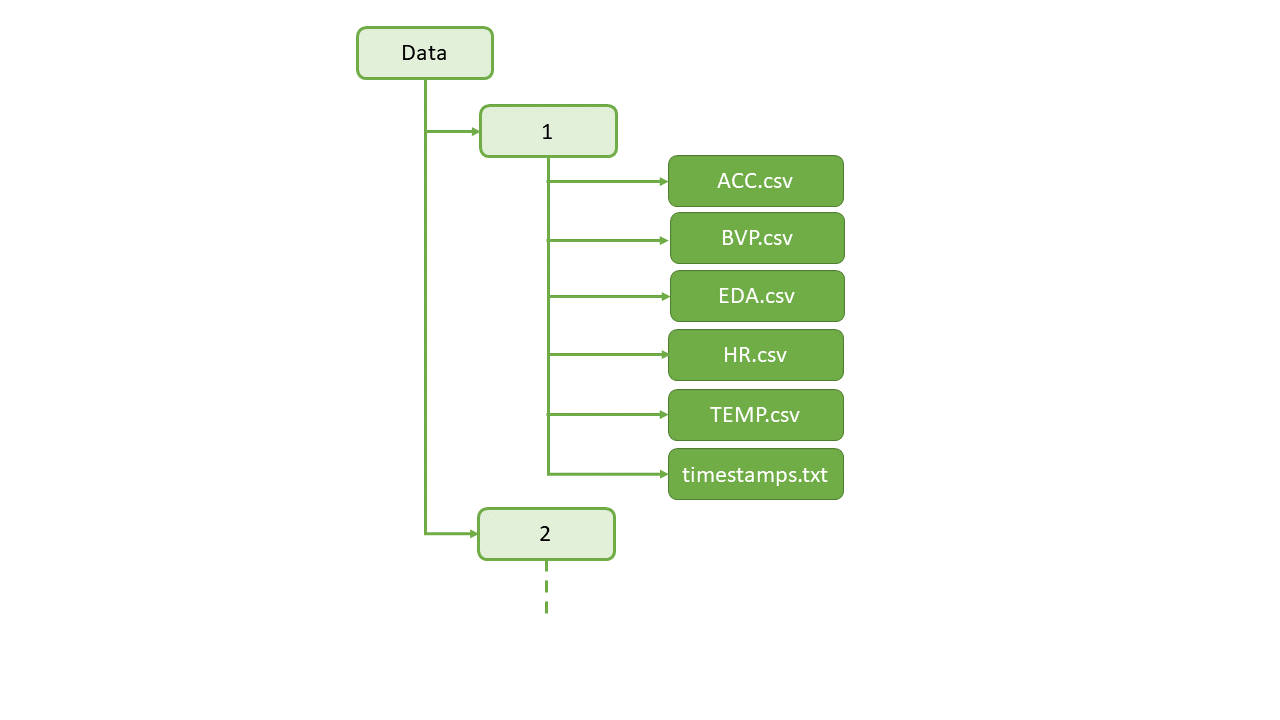 Data
1
ACC.csv
BVP.csv
EDA.csv
HR.csv
TEMP.csv
timestamps.txt
2